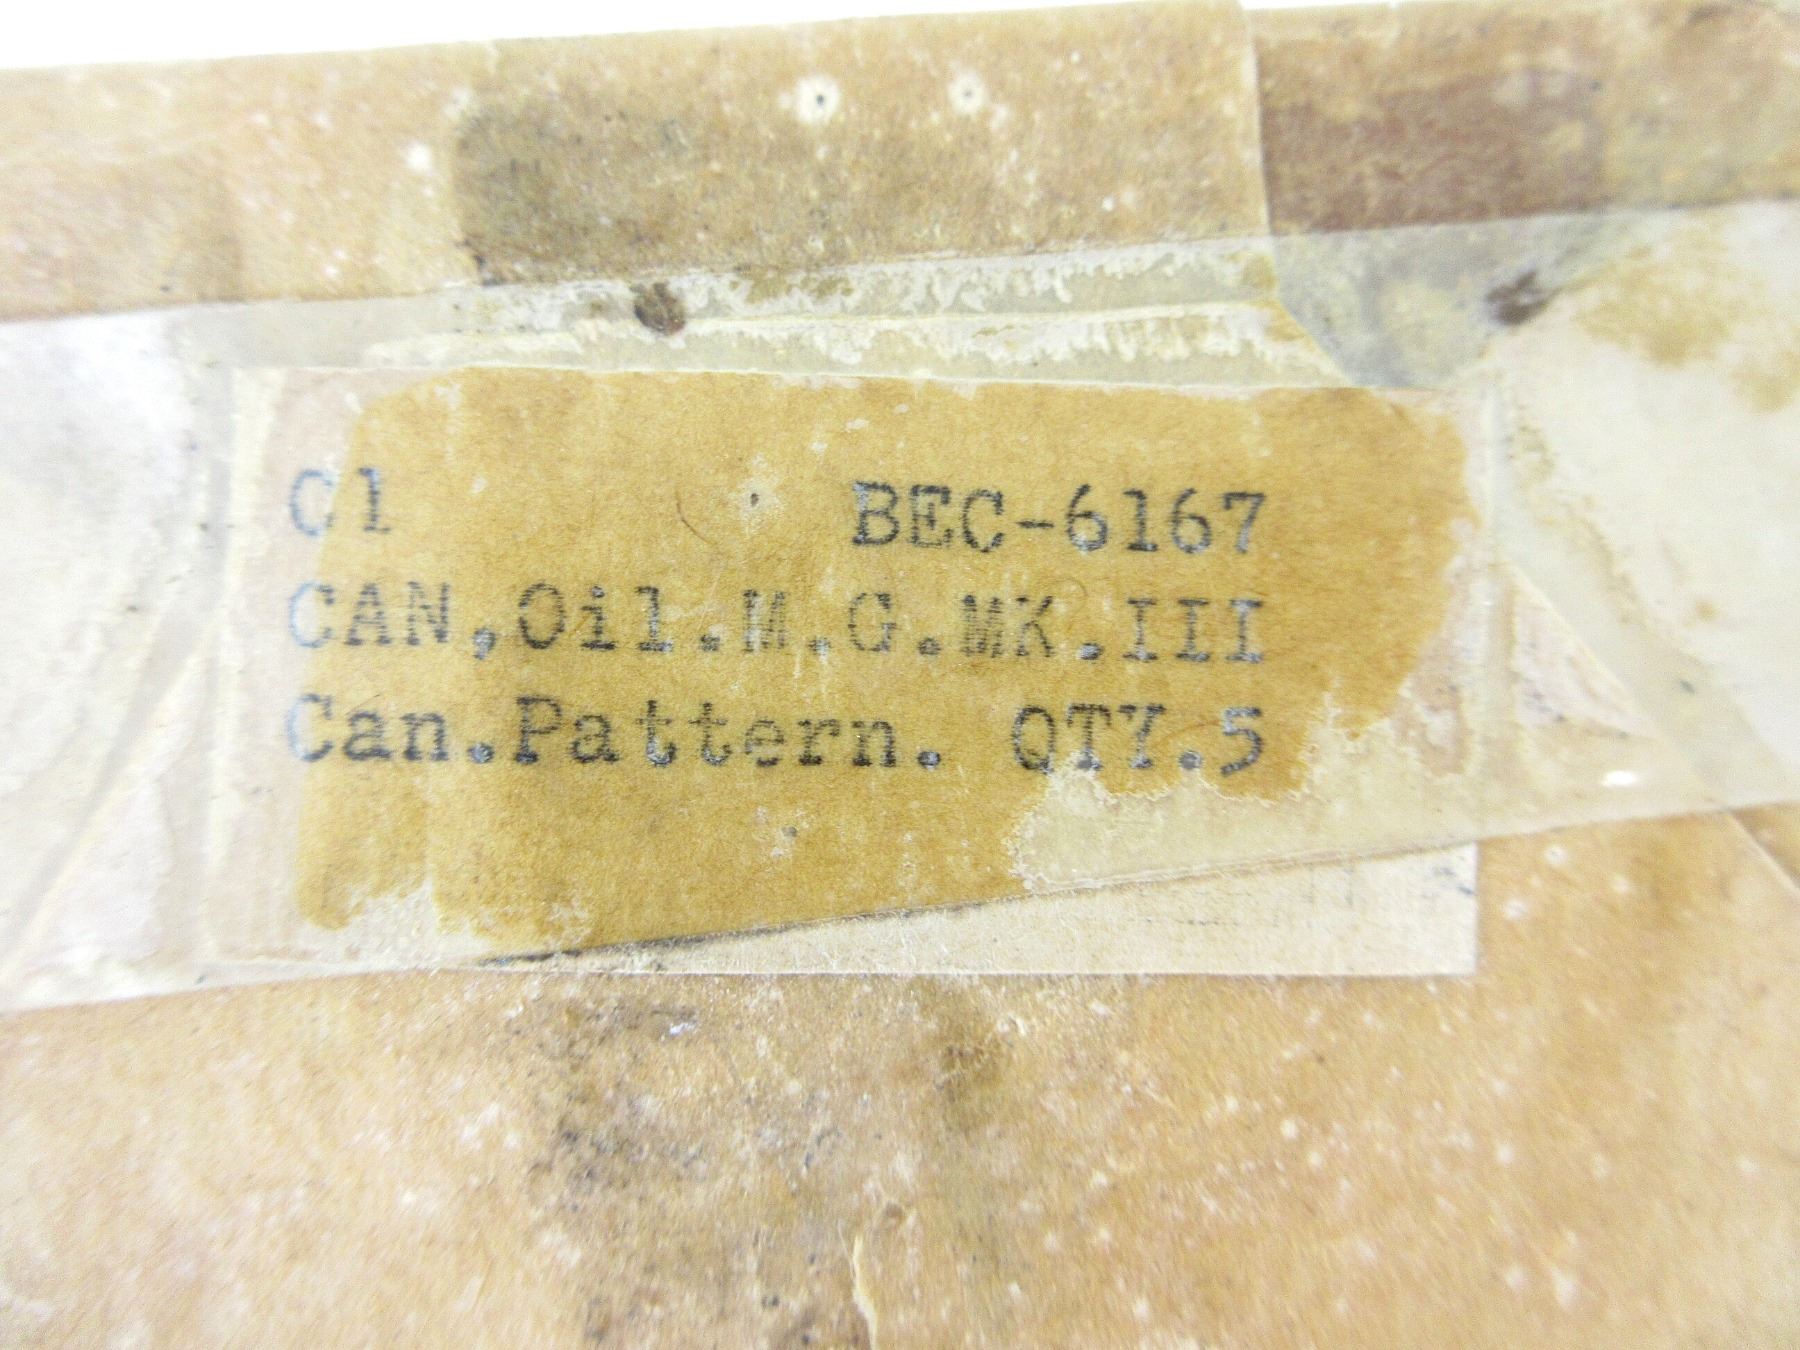 C1 BEC-6167
CAN,Oil.M.G.MK.III
Can.Pattern. QTY.5